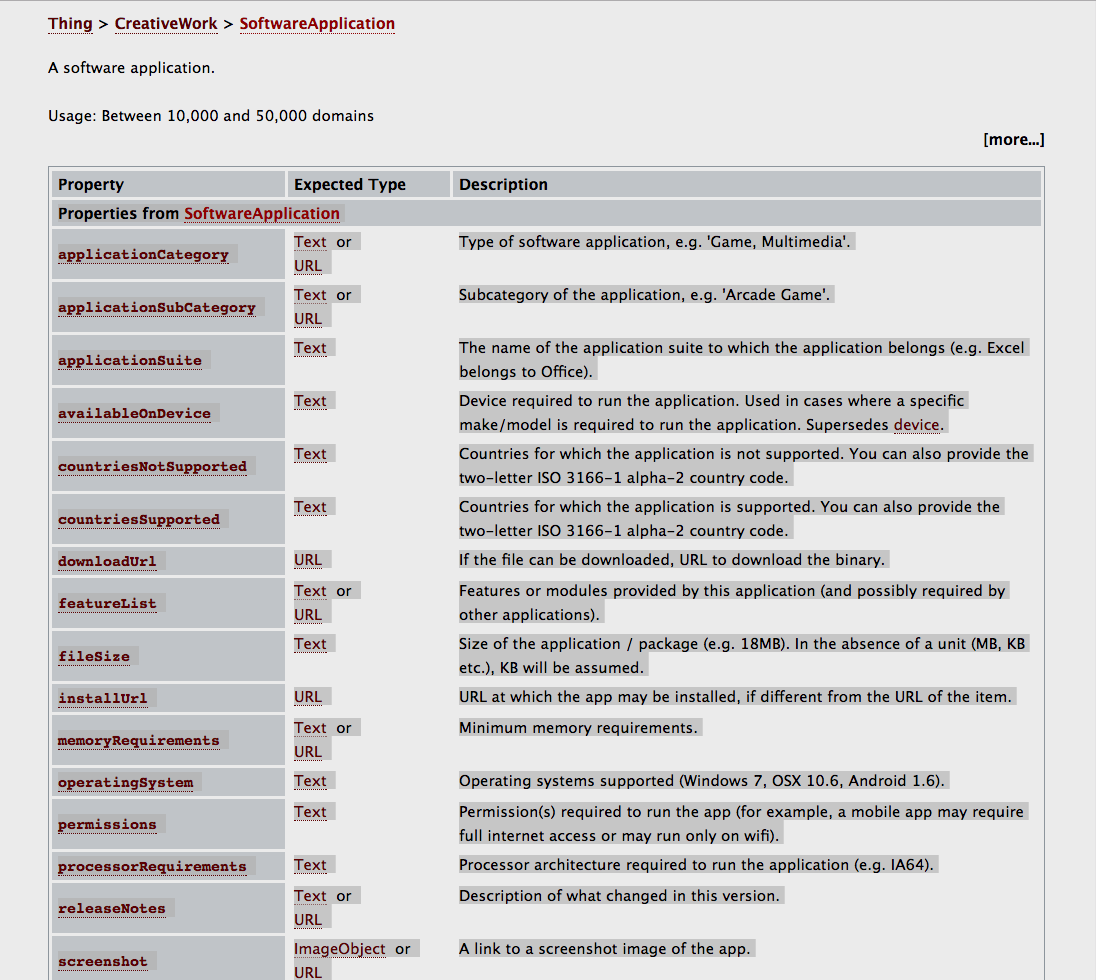 Thing > CreativeWork > SoftwareApplication
A software application.
Usage: Between 10,000 and 50,000 domains
[more...]
Property Expected Type Description
Properties from SoftwareApplication
applicationCategory Text or Type of software application, e.g. 'Game, Multimedia'.
URL
applicationSubCategory Text or Subcategory of the application, e.g. 'Arcade Game'.
URL
applicationSuite Text The name of the application suite to which the application belongs (e.g. Excel
belongs to Office).
availableOnDevice Text Device required to run the application. Used in cases where a specific
make/model is required to run the application. Supersedes device.
countriesNotSupported Text Countries for which the application is not supported. You can also provide the
two-letter ISO 3166-1 alpha-2 country code.
countriesSupported Text Countries for which the application is supported. You can also provide the
two-letter ISO 3166-1 alpha-2 country code.
downloadUrl URL If the file can be downloaded, URL to download the binary.
featureList Text or Features or modules provided by this application (and possibly required by
URL other applications).
fileSize Text Size of the application / package (e.g. 18MB). In the absence of a unit (MB, KB
etc.), KB will be assumed.
installUrl URL URL at which the app may be installed, if different from the URL of the item.
memoryRequirements Text or Minimum memory requirements.
URL
operatingSystem Text Operating systems supported (Windows 7, OSX 10.6, Android 1.6).
permissions Text Permission(s) required to run the app (for example, a mobile app may require
full internet access or may run only on wifi).
processorRequirements Text Processor architecture required to run the application (e.g. IA64).
releaseNotes Text or Description of what changed in this version.
URL
screenshot ImageObject or A link to a screenshot image of the app.
URL